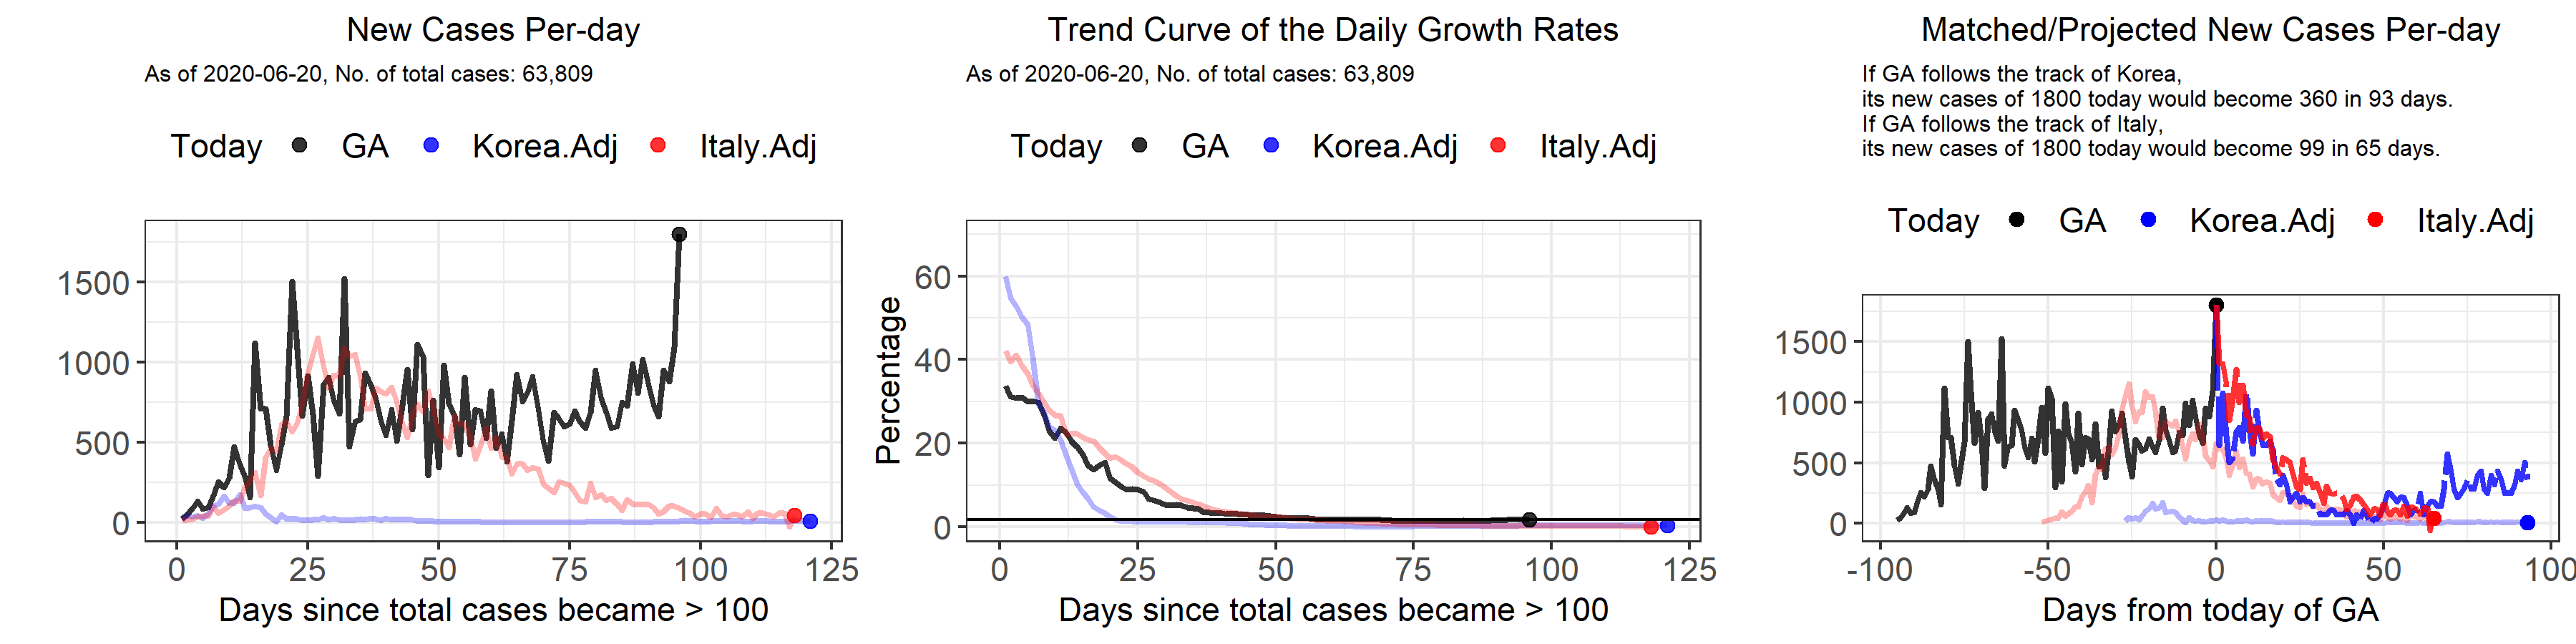 New Cases Per-day
As of 2020-06-20, No. of total cases: 63,809
Today GA Korea.Adj Italy.Adj
1500
1000
500
0
0 25 50 75 100 125
Days since total cases became > 100
Trend Curve of the Daily Growth Rates
As of 2020-06-20, No. of total cases: 63,809
Today GA Korea.Adj Italy.Adj
Percentage
60
40
20
0
0 25 50 75 100 125
Days since total cases became > 100
Matched/Projected New Cases Per-day
If GA follows the track of Korea,
its new cases of 1800 today would become 360 in 93 days.
If GA follows the track of Italy,
its new cases of 1800 today would become 99 in 65 days.
Today GA Korea.Adj Italy.Adj
1500
1000
500
0
-100 -50 0 50 100
Days from today of GA